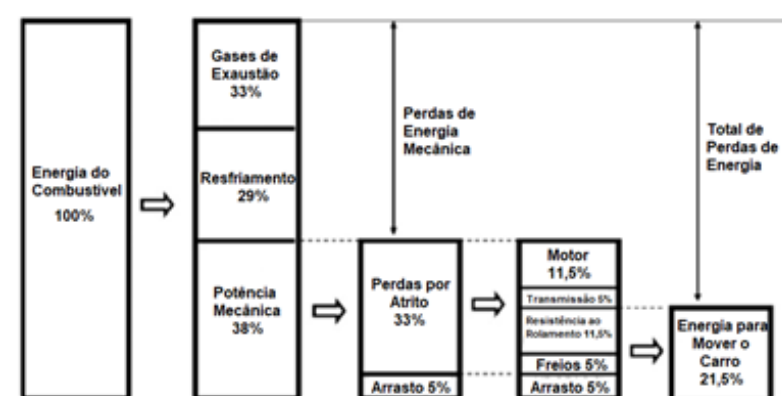 Energia do
Combustível
100%
Gases de
Exaustão
33%
Resfriamento
29%
Potência
Mecânica
38%
Perdas de
Energia
Mecânica
Perdas por
Atrito
33%
Arrasto 5%
Motor
11,5%
Transmissão 5%
Resistência ao
Rolamento 11,5%
Freios 5%
Arrasto 5%
Total de
Perdas de
Energia
Energia para
Mover o
Carro
21,5%